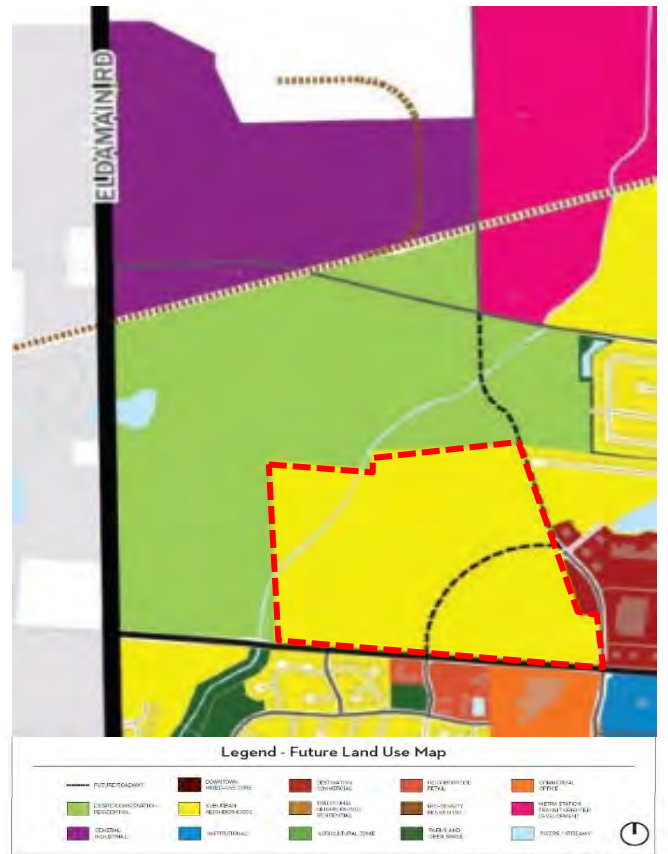 ELDAMAIN RD
Legend - Future Land Use Map
FUTURE ROADWAY
DOWNTOWN
MIXED-USE CORE
DESTINATION
COMMERCIAL
NEIGHBORHOOD
RETAIL
COMMERCIAL
OFFICE
ESTATE/CONSERVATION
RESIDENTIAL
SUBURBAN
NEIGHBORHOODS
TRADITIONAL
NEIGHBORHOOD
RESIDENTIAL
MID-DENSITY
RESIDENTIAL
METRA STATION
TRANSIT-ORIENTED
DEVELOPMENT
GENERAL
INDUSTRIAL
INSTITUTIONAL
AGRICULTURAL ZONE
PARKS AND
OPEN SPACE
RIVERS / STREAMS